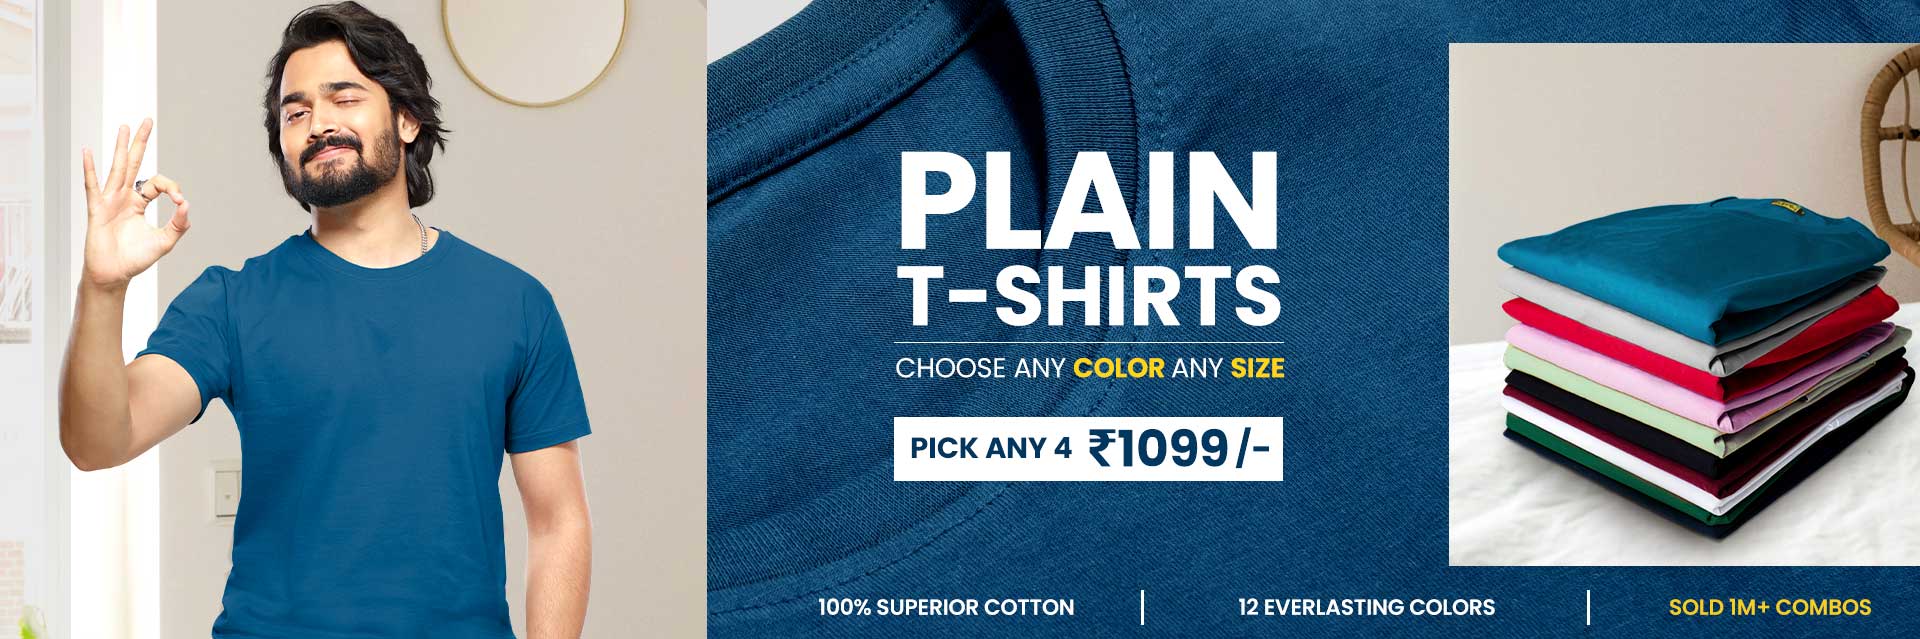 PLAIN
T-SHIRTS
CHOOSE ANY COLOR ANY SIZE
PICK ANY 4 ₹1099/-
100% SUPERIOR COTTON
12 EVERLASTING COLORS
SOLD 1M+ COMBOS